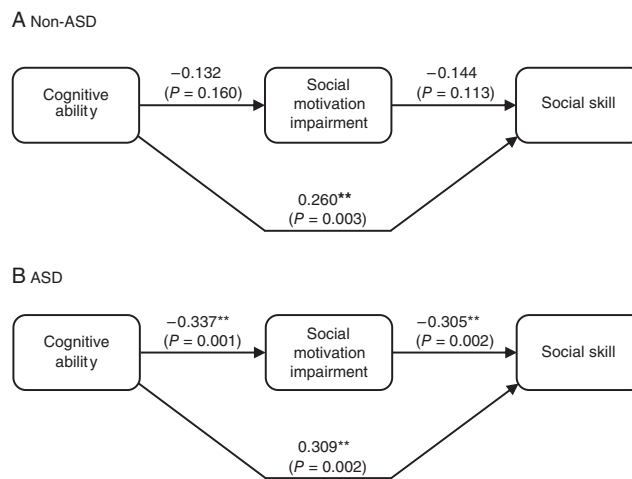 A Non-ASD
Cognitive
ability
−0.132
(P = 0.160)
Social
motivation
impairment
−0.144
(P = 0.113)
Social skill
0.260**
(P = 0.003)
B ASD
Cognitive
ability
−0.337**
(P = 0.001)
Social
motivation
impairment
−0.305**
(P = 0.002)
Social skill
0.309**
(P = 0.002)